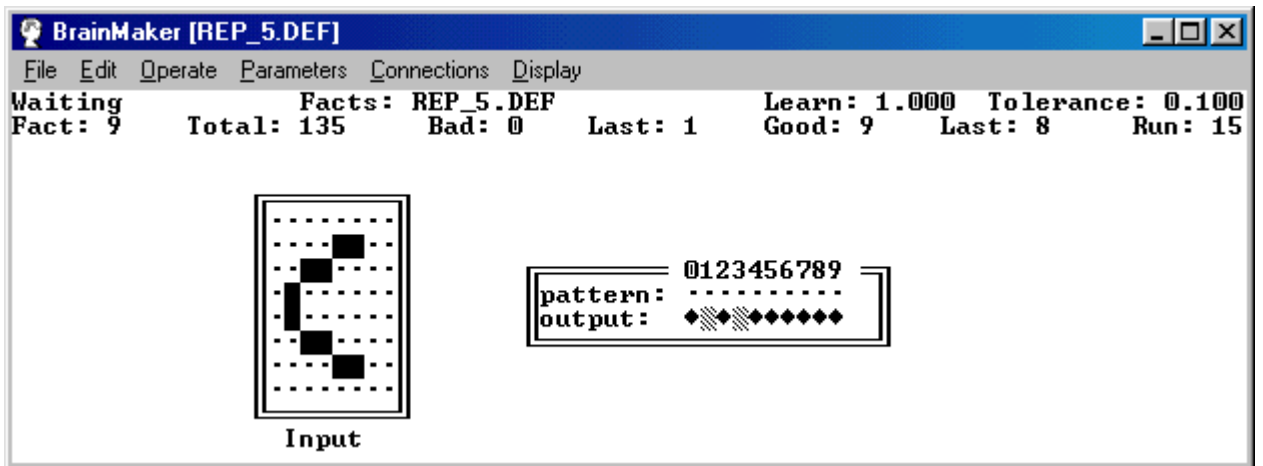 BrainMaker [REP_5.DEF]
File Edit Operate Parameters Connections Display
Waiting Facts: REP_5.DEF Learn: 1.000 Tolerance: 0.100
Fact: 9 Total: 135 Bad: 0 Last: 1 Good: 9 Last: 8 Run: 15
0123456789
pattern: ----------
output: ◆▒◆▒◆◆◆◆◆◆
Input